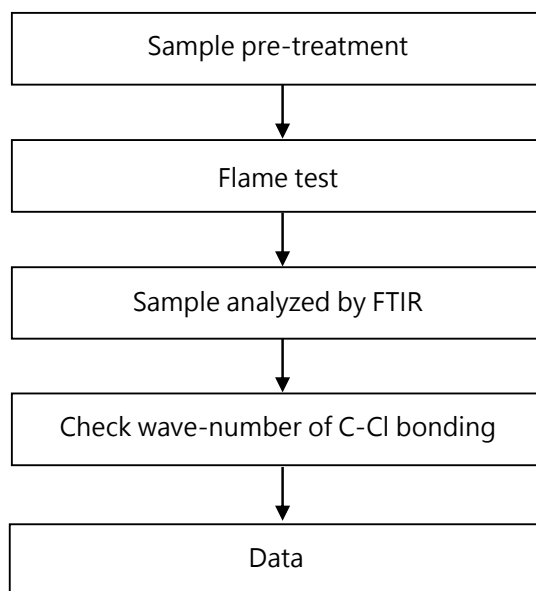 Sample pre-treatment
Flame test
Sample analyzed by FTIR
Check wave-number of C-Cl bonding
Data